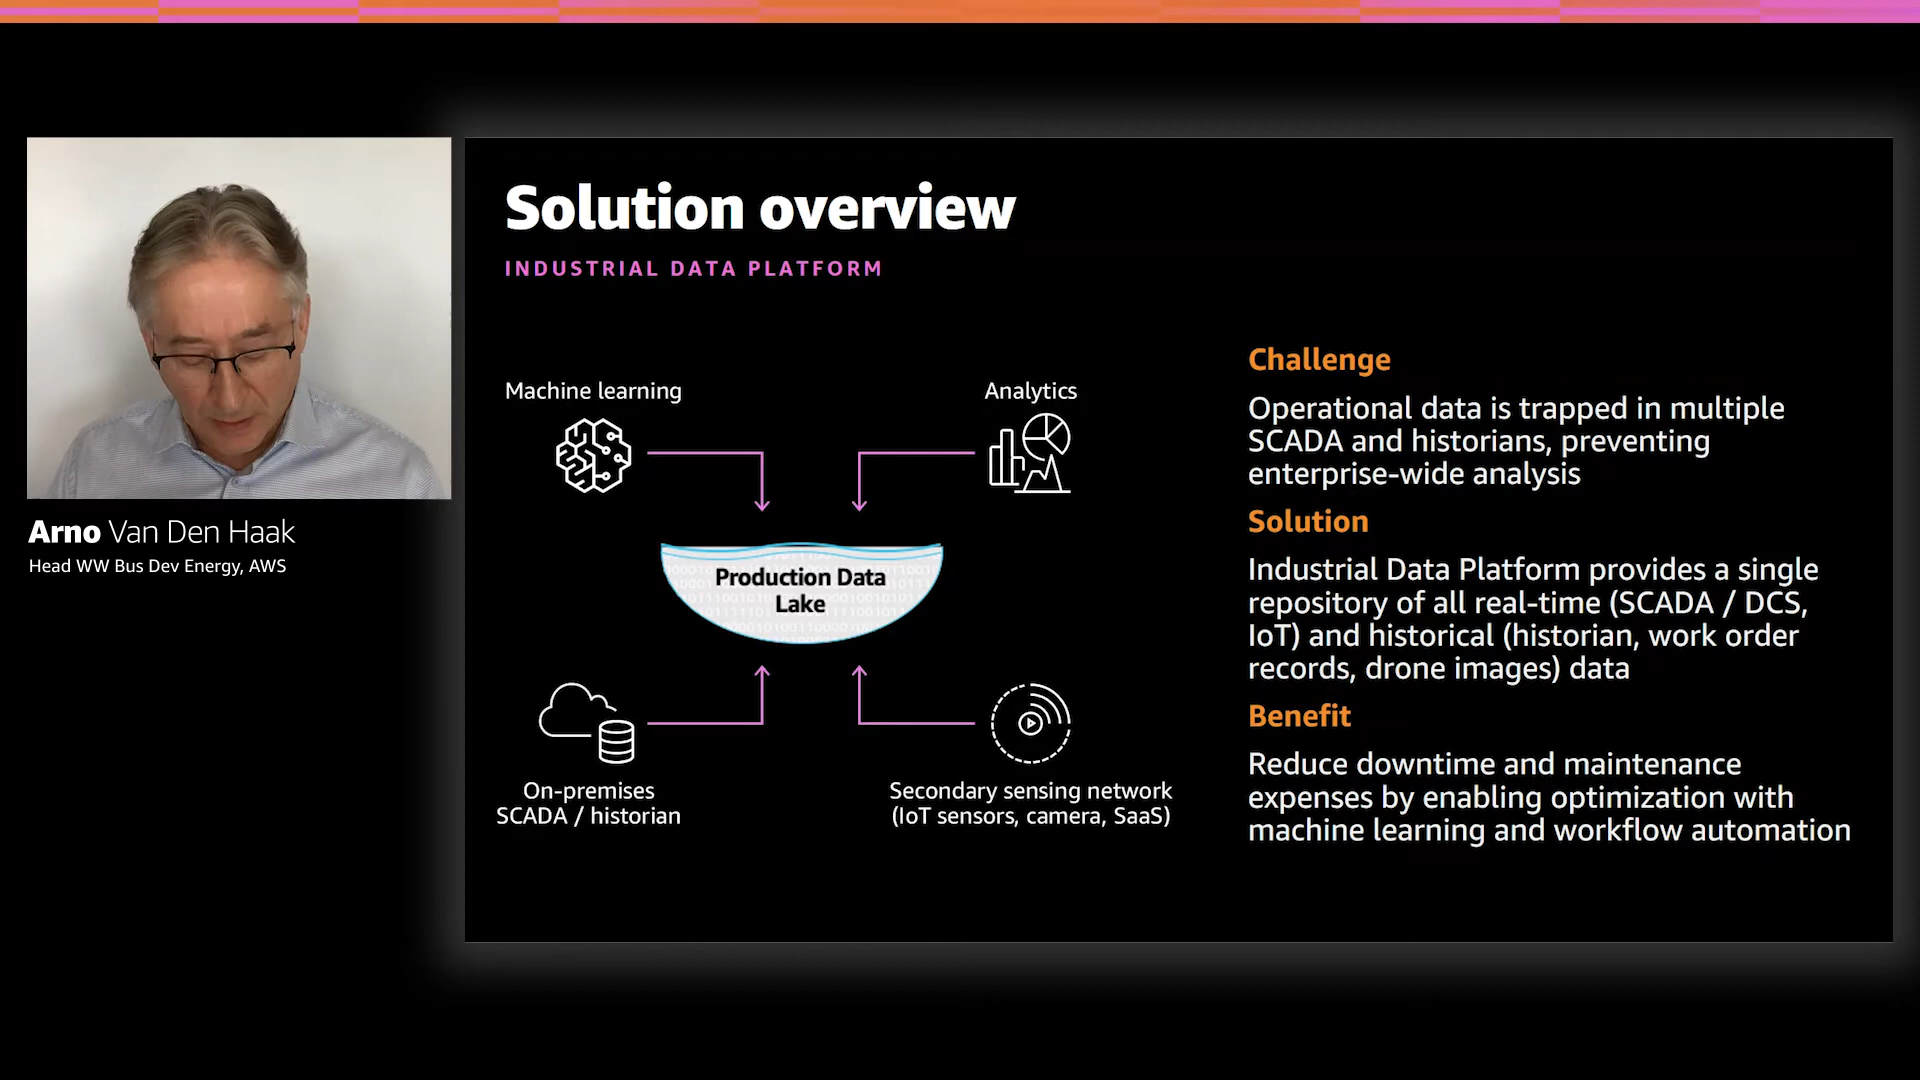 Solution overview
INDUSTRIAL DATA PLATFORM
Machine learning
Analytics
Production Data
Lake
On-premises
SCADA / historian
Secondary sensing network
(IoT sensors, camera, SaaS)
Challenge
Operational data is trapped in multiple
SCADA and historians, preventing
enterprise-wide analysis
Solution
Industrial Data Platform provides a single
repository of all real-time (SCADA / DCS,
IoT) and historical (historian, work order
records, drone images) data
Benefit
Reduce downtime and maintenance
expenses by enabling optimization with
machine learning and workflow automation
Arno Van Den Haak
Head WW Bus Dev Energy, AWS